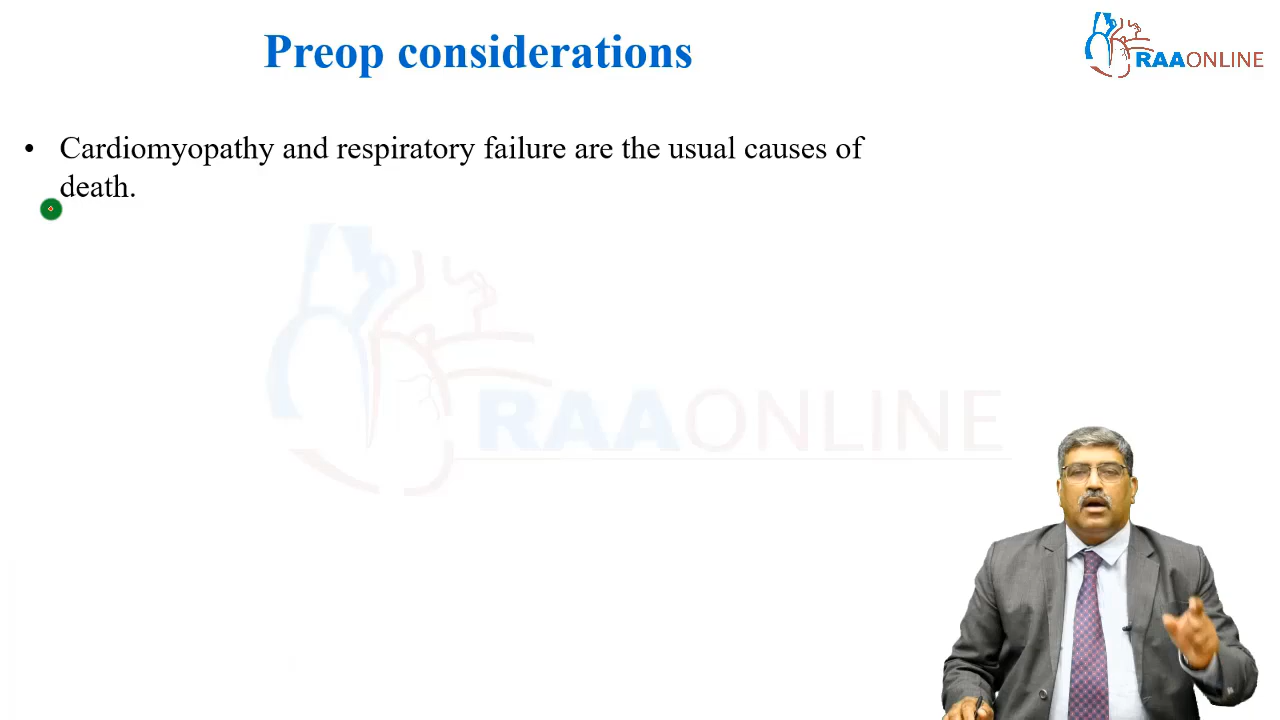 Preop considerations
RAAONLINE
• Cardiomyopathy and respiratory failure are the usual causes of
death.
RAAONLINE